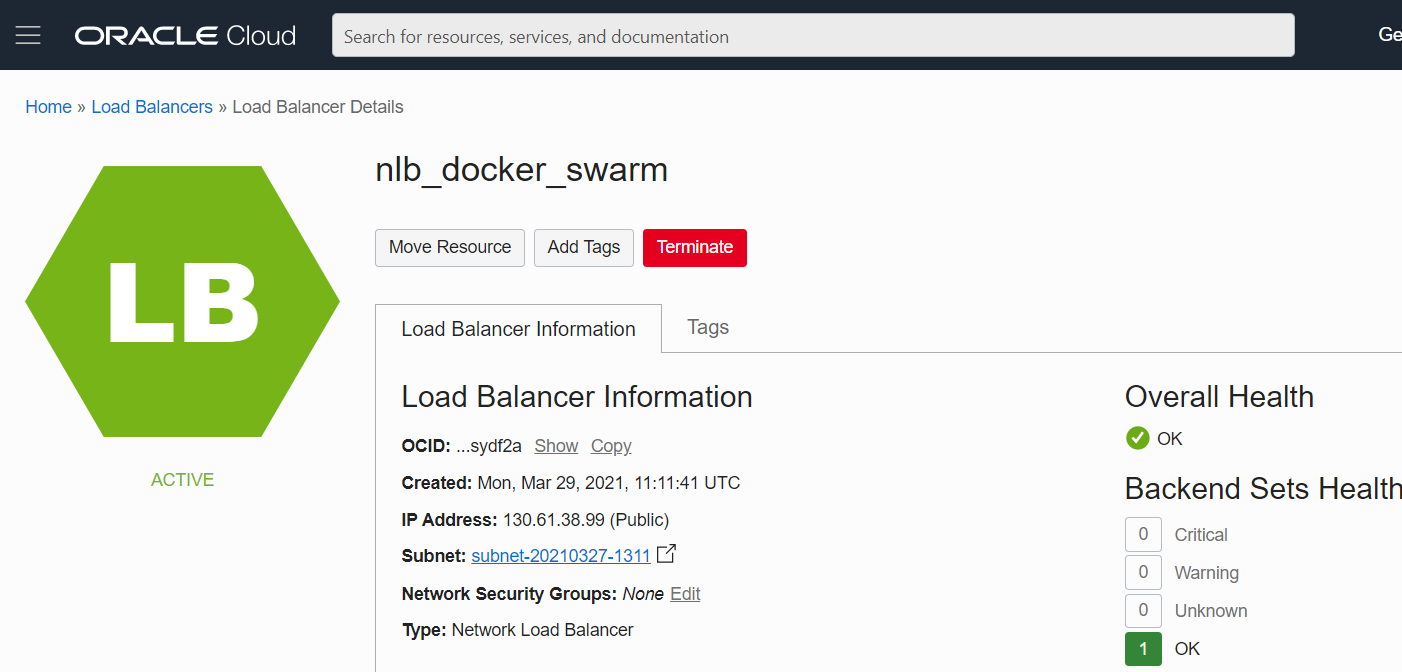 ORACLE Cloud
Search for resources, services, and documentation
Ge
Home » Load Balancers » Load Balancer Details
LB
ACTIVE
nlb_docker_swarm
Move Resource Add Tags Terminate
Load Balancer Information Tags
Load Balancer Information
OCID: ...sydf2a Show Copy
Created: Mon, Mar 29, 2021, 11:11:41 UTC
IP Address: 130.61.38.99 (Public)
Subnet: subnet-20210327-1311
Network Security Groups: None Edit
Type: Network Load Balancer
Overall Health
OK
Backend Sets Health
0 Critical
0 Warning
0 Unknown
1 OK